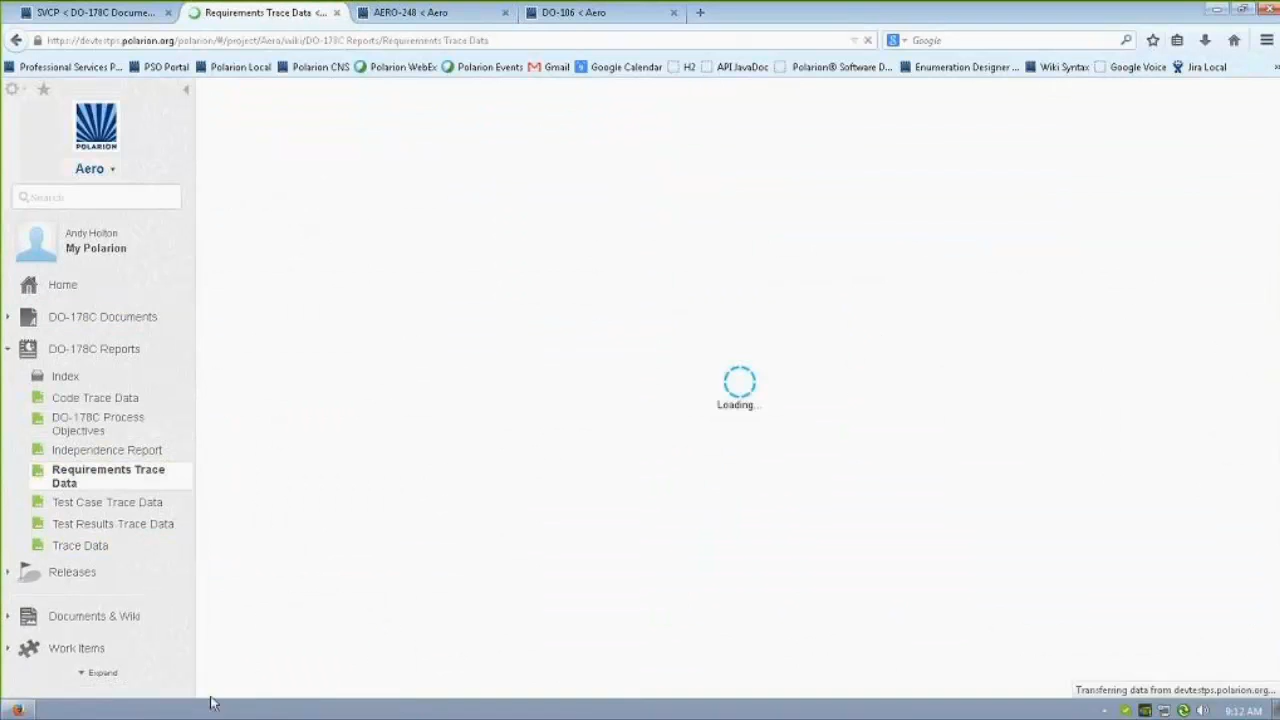 SVCP < DO-178C Docume...
Requirements Trace Data <...
AERO-248 < Aero
DO-106 < Aero
https://devtestps.polarion.org/polarion/#/project/Aero/wiki/DO-178C Reports/Requirements Trace Data
Google
Professional Services P...
PSD Portal
Polarion Local
Polarion CNS
Polarion WebEx
Polarion Events
Gmail
Google Calendar
H2
API JavaDoc
Polarion® Software D...
Enumeration Designer ...
Wiki Syntax
Google Voice
Jira Local
POLARION
Aero
Search
Andy Holton
My Polarion
Home
DO-178C Documents
DO-178C Reports
Index
Code Trace Data
DO-178C Process
Objectives
Independence Report
Requirements Trace
Data
Test Case Trace Data
Test Results Trace Data
Trace Data
Releases
Documents & Wiki
Work Items
Expand
Loading...
Transferring data from devtestps.polarion.org...
9:12 AM